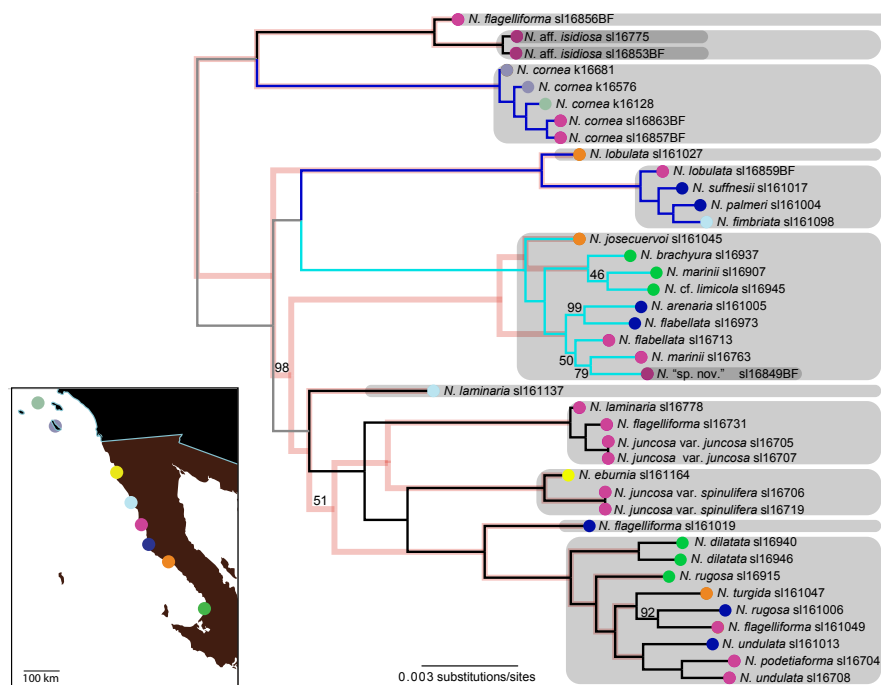 N. flagelliforma sl16856BF
N. aff. isidiosa sl16775
N. aff. isidiosa sl16853BF
N. cornea k16681
N. cornea k16576
N. cornea k16128
N. cornea sl16863BF
N. cornea sl16857BF
N. lobulata sl161027
N. lobulata sl16859BF
N. suffnesii sl161017
N. palmeri sl161004
N. fimbriata sl161098
N. josecuervoi sl161045
N. brachyura sl16937
46
N. marinii sl16907
N. cf. limicola sl16945
99
N. arenaria sl161005
N. flabellata sl16973
N. flabellata sl16713
50
N. marinii sl16763
98
79
N. "sp. nov." sl16849BF
N. laminaria sl161137
N. laminaria sl16778
N. flagelliforma sl16731
N. juncosa var. juncosa sl16705
N. juncosa var. juncosa sl16707
N. eburnia sl161164
51
N. juncosa var. spinulifera sl16706
N. juncosa var. spinulifera sl16719
N. flagelliforma sl161019
N. dilatata sl16940
N. dilatata sl16946
N. rugosa sl16915
N. turgida sl161047
92
N. rugosa sl161006
N. flagelliforma sl161049
N. undulata sl161013
N. podetiaforma sl16704
N. undulata sl16708
100 km
0.003 substitutions/sites